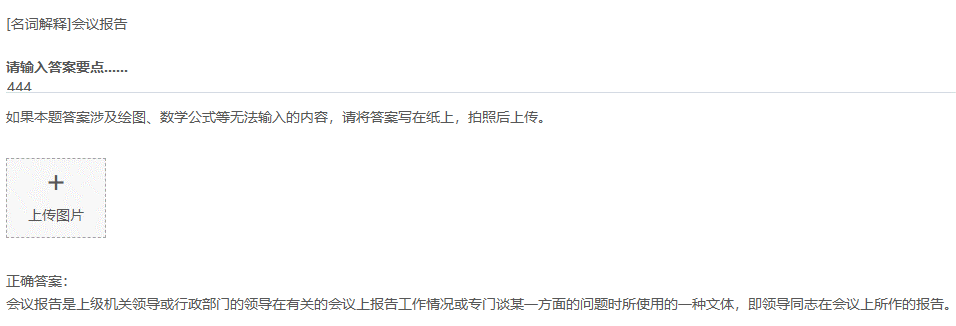 [名词解释]会议报告
请输入答案要点......
444
如果本题答案涉及绘图、数学公式等无法输入的内容，请将答案写在纸上，拍照后上传。
+
上传图片
正确答案：
会议报告是上级机关领导或行政部门的领导在有关的会议上报告工作情况或专门谈某一方面的问题时所使用的一种文体，即领导同志在会议上所作的报告。